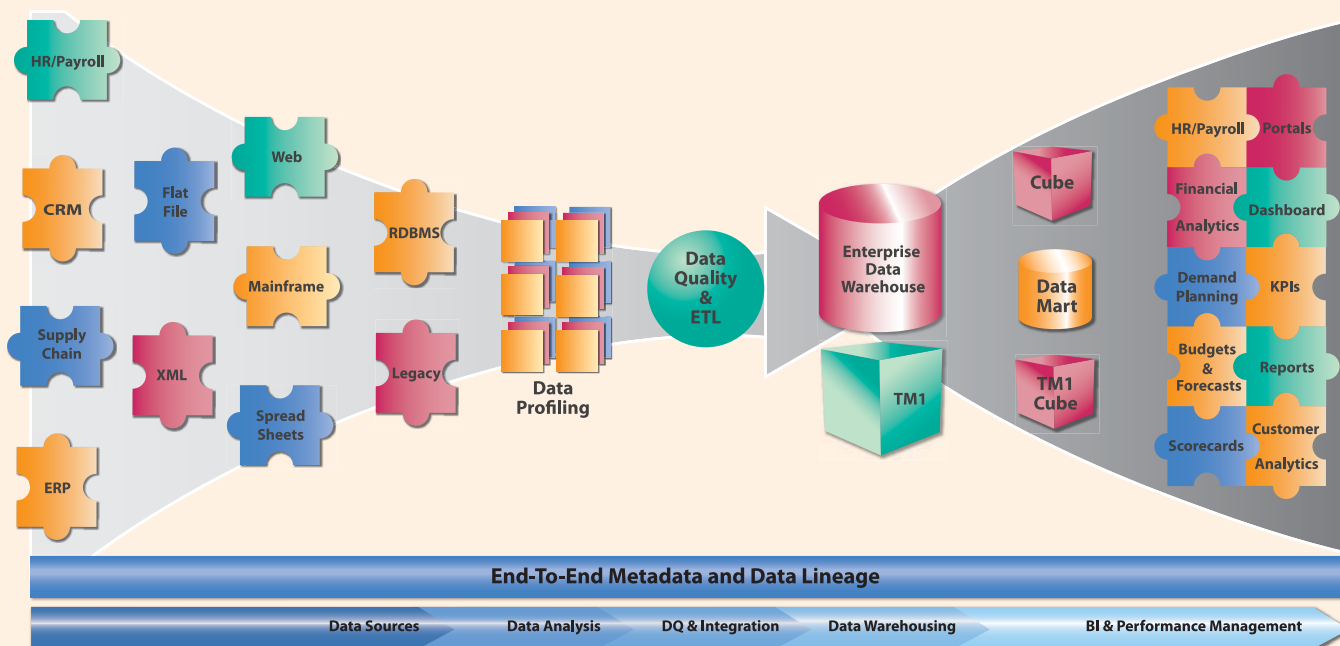 HR/Payroll
CRM
Supply
Chain
ERP
Flat
File
XML
Web
Mainframe
Spread
Sheets
RDBMS
Legacy
Data
Profiling
Data
Quality
&
ETL
Enterprise
Data
Warehouse
TM1
Cube
Data
Mart
TM1
Cube
HR/Payroll
Portals
Financial
Analytics
Dashboard
Demand
Planning
KPIs
Budgets
&
Forecasts
Reports
Scorecards
Customer
Analytics
End-To-End Metadata and Data Lineage
Data Sources
Data Analysis
DQ & Integration
Data Warehousing
BI & Performance Management